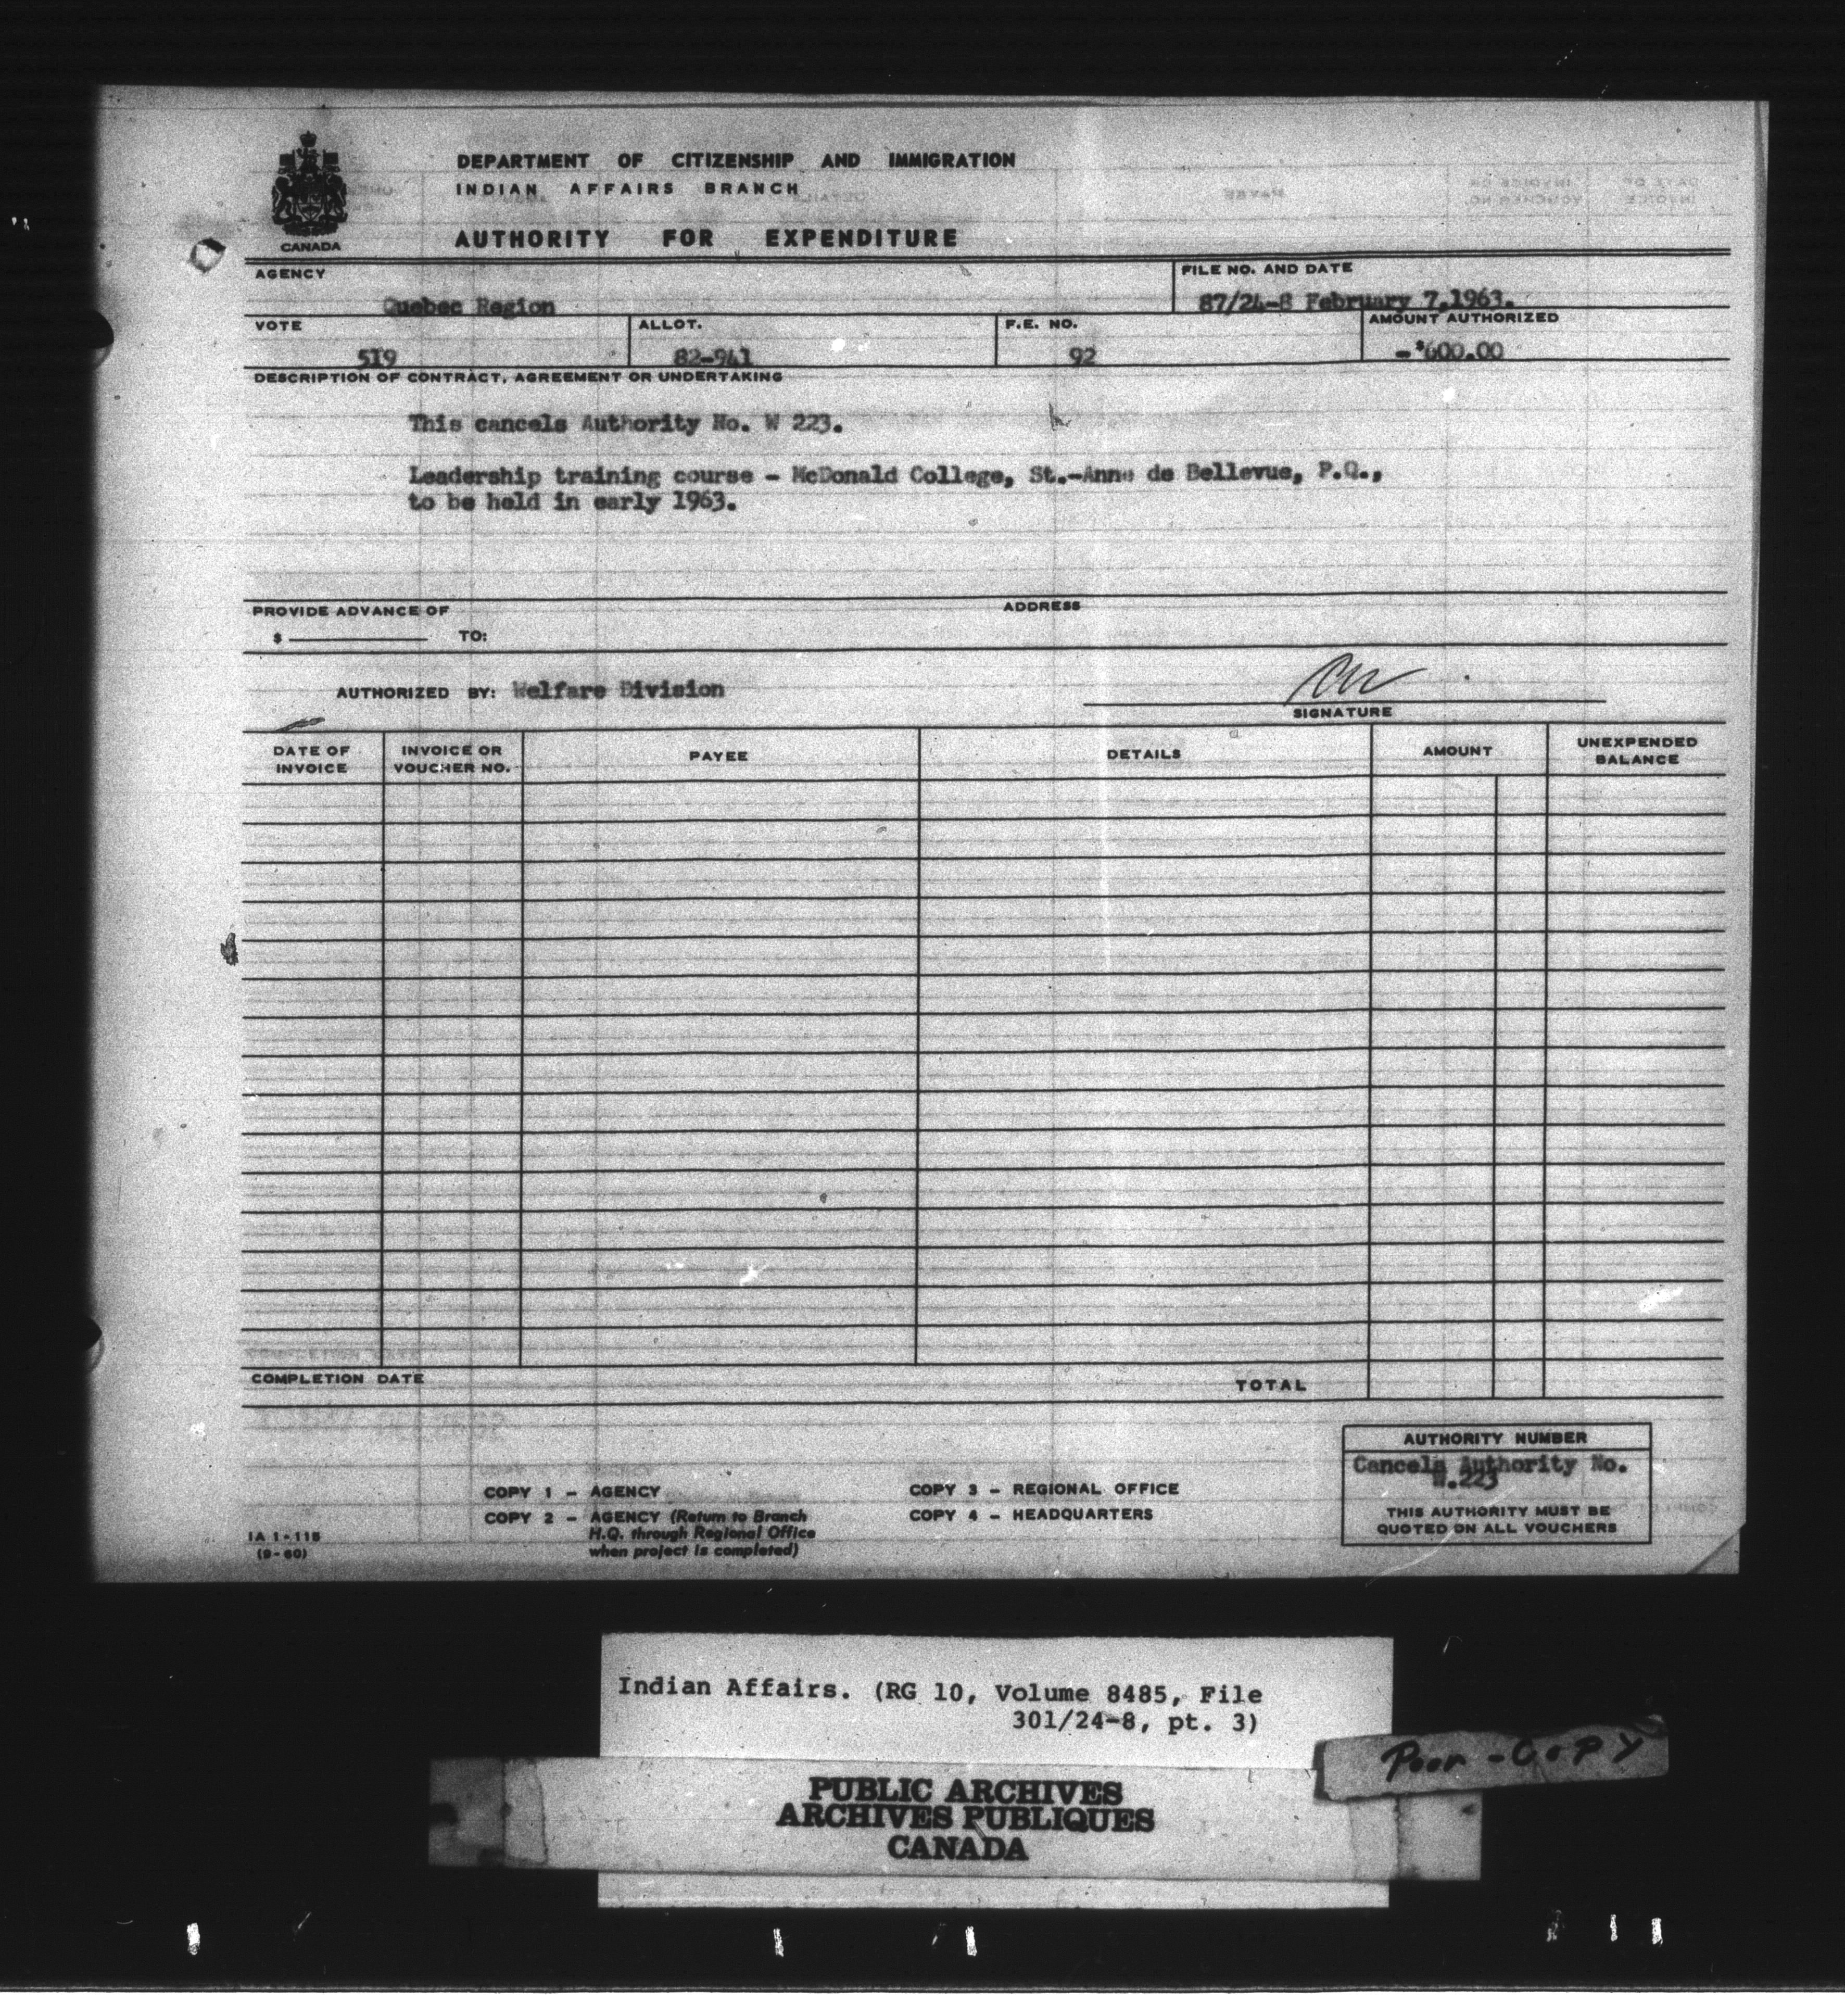 DEPARTMENT OF CITIZENSHIP AND IMMIGRATION
INDIAN AFFAIRS BRANCH
CANADA
AUTHORITY FOR EXPENDITURE
AGENCY
Quebec Region
FILE NO. AND DATE
87/24-8 February 7, 1963.
VOTE
519
ALLOT.
82-941
F.E. NO.
92
AMOUNT AUTHORIZED
-$600.00
DESCRIPTION OF CONTRACT, AGREEMENT OR UNDERTAKING
This cancels Authority No. W 223.
Leadership training course - McDonald College, St.-Anne de Bellevue, P.Q.,
to be held in early 1963.
PROVIDE ADVANCE OF
$ TO:
ADDRESS
AUTHORIZED BY: Welfare Division
SIGNATURE
DATE OF INVOICE
INVOICE OR VOUCHER NO.
PAYEE
DETAILS
AMOUNT
UNEXPENDED BALANCE
COMPLETION DATE
TOTAL
AUTHORITY NUMBER
Cancels Authority No.
W.223
THIS AUTHORITY MUST BE
QUOTED ON ALL VOUCHERS
COPY 1 - AGENCY
COPY 2 - AGENCY (Return to Branch
H.Q. through Regional Office
when project is completed)
COPY 3 - REGIONAL OFFICE
COPY 4 - HEADQUARTERS
IA 1-115
(9-60)
Indian Affairs. (RG 10, Volume 8485, File
301/24-8, pt. 3)
Poor-COPY
PUBLIC ARCHIVES
ARCHIVES PUBLIQUES
CANADA